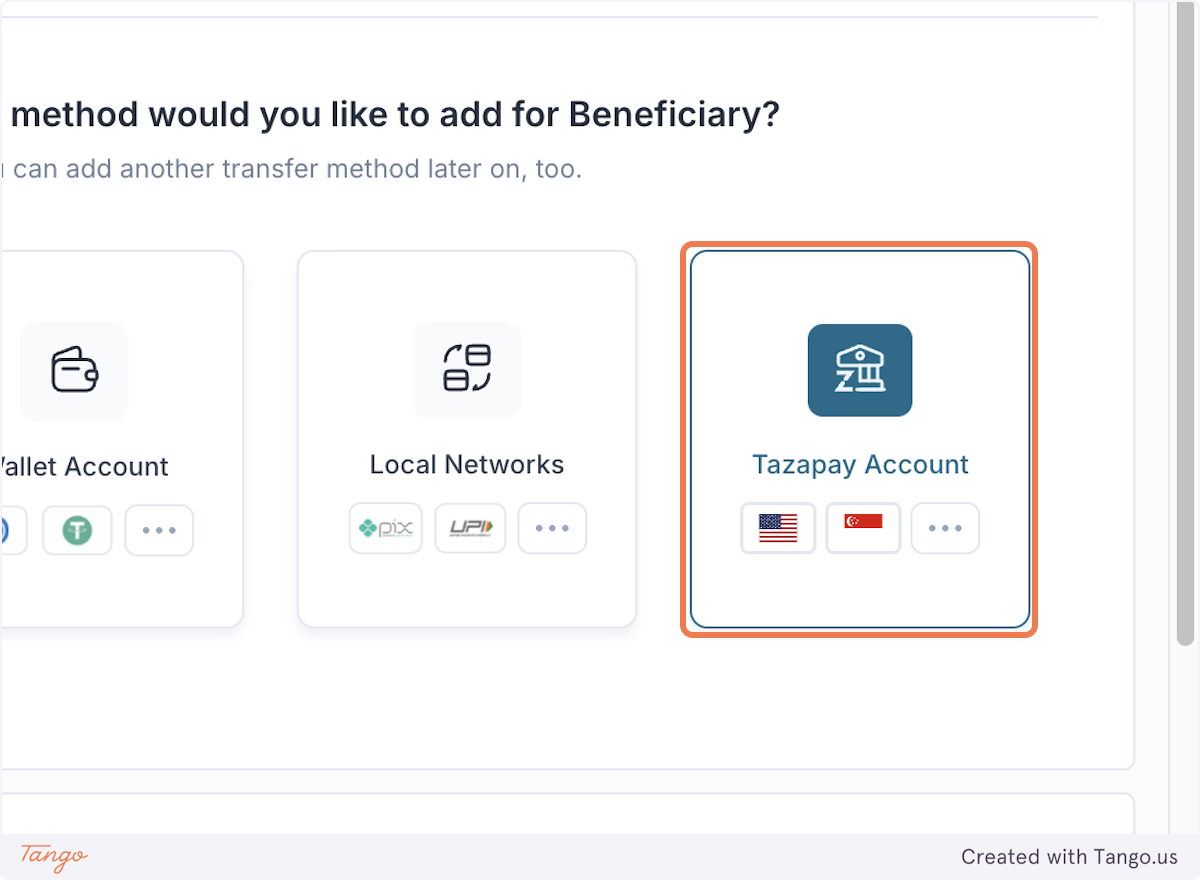 method would you like to add for Beneficiary?
can add another transfer method later on, too.
allet Account
Local Networks
pix
UPI
Tazapay Account
Tango
Created with Tango.us